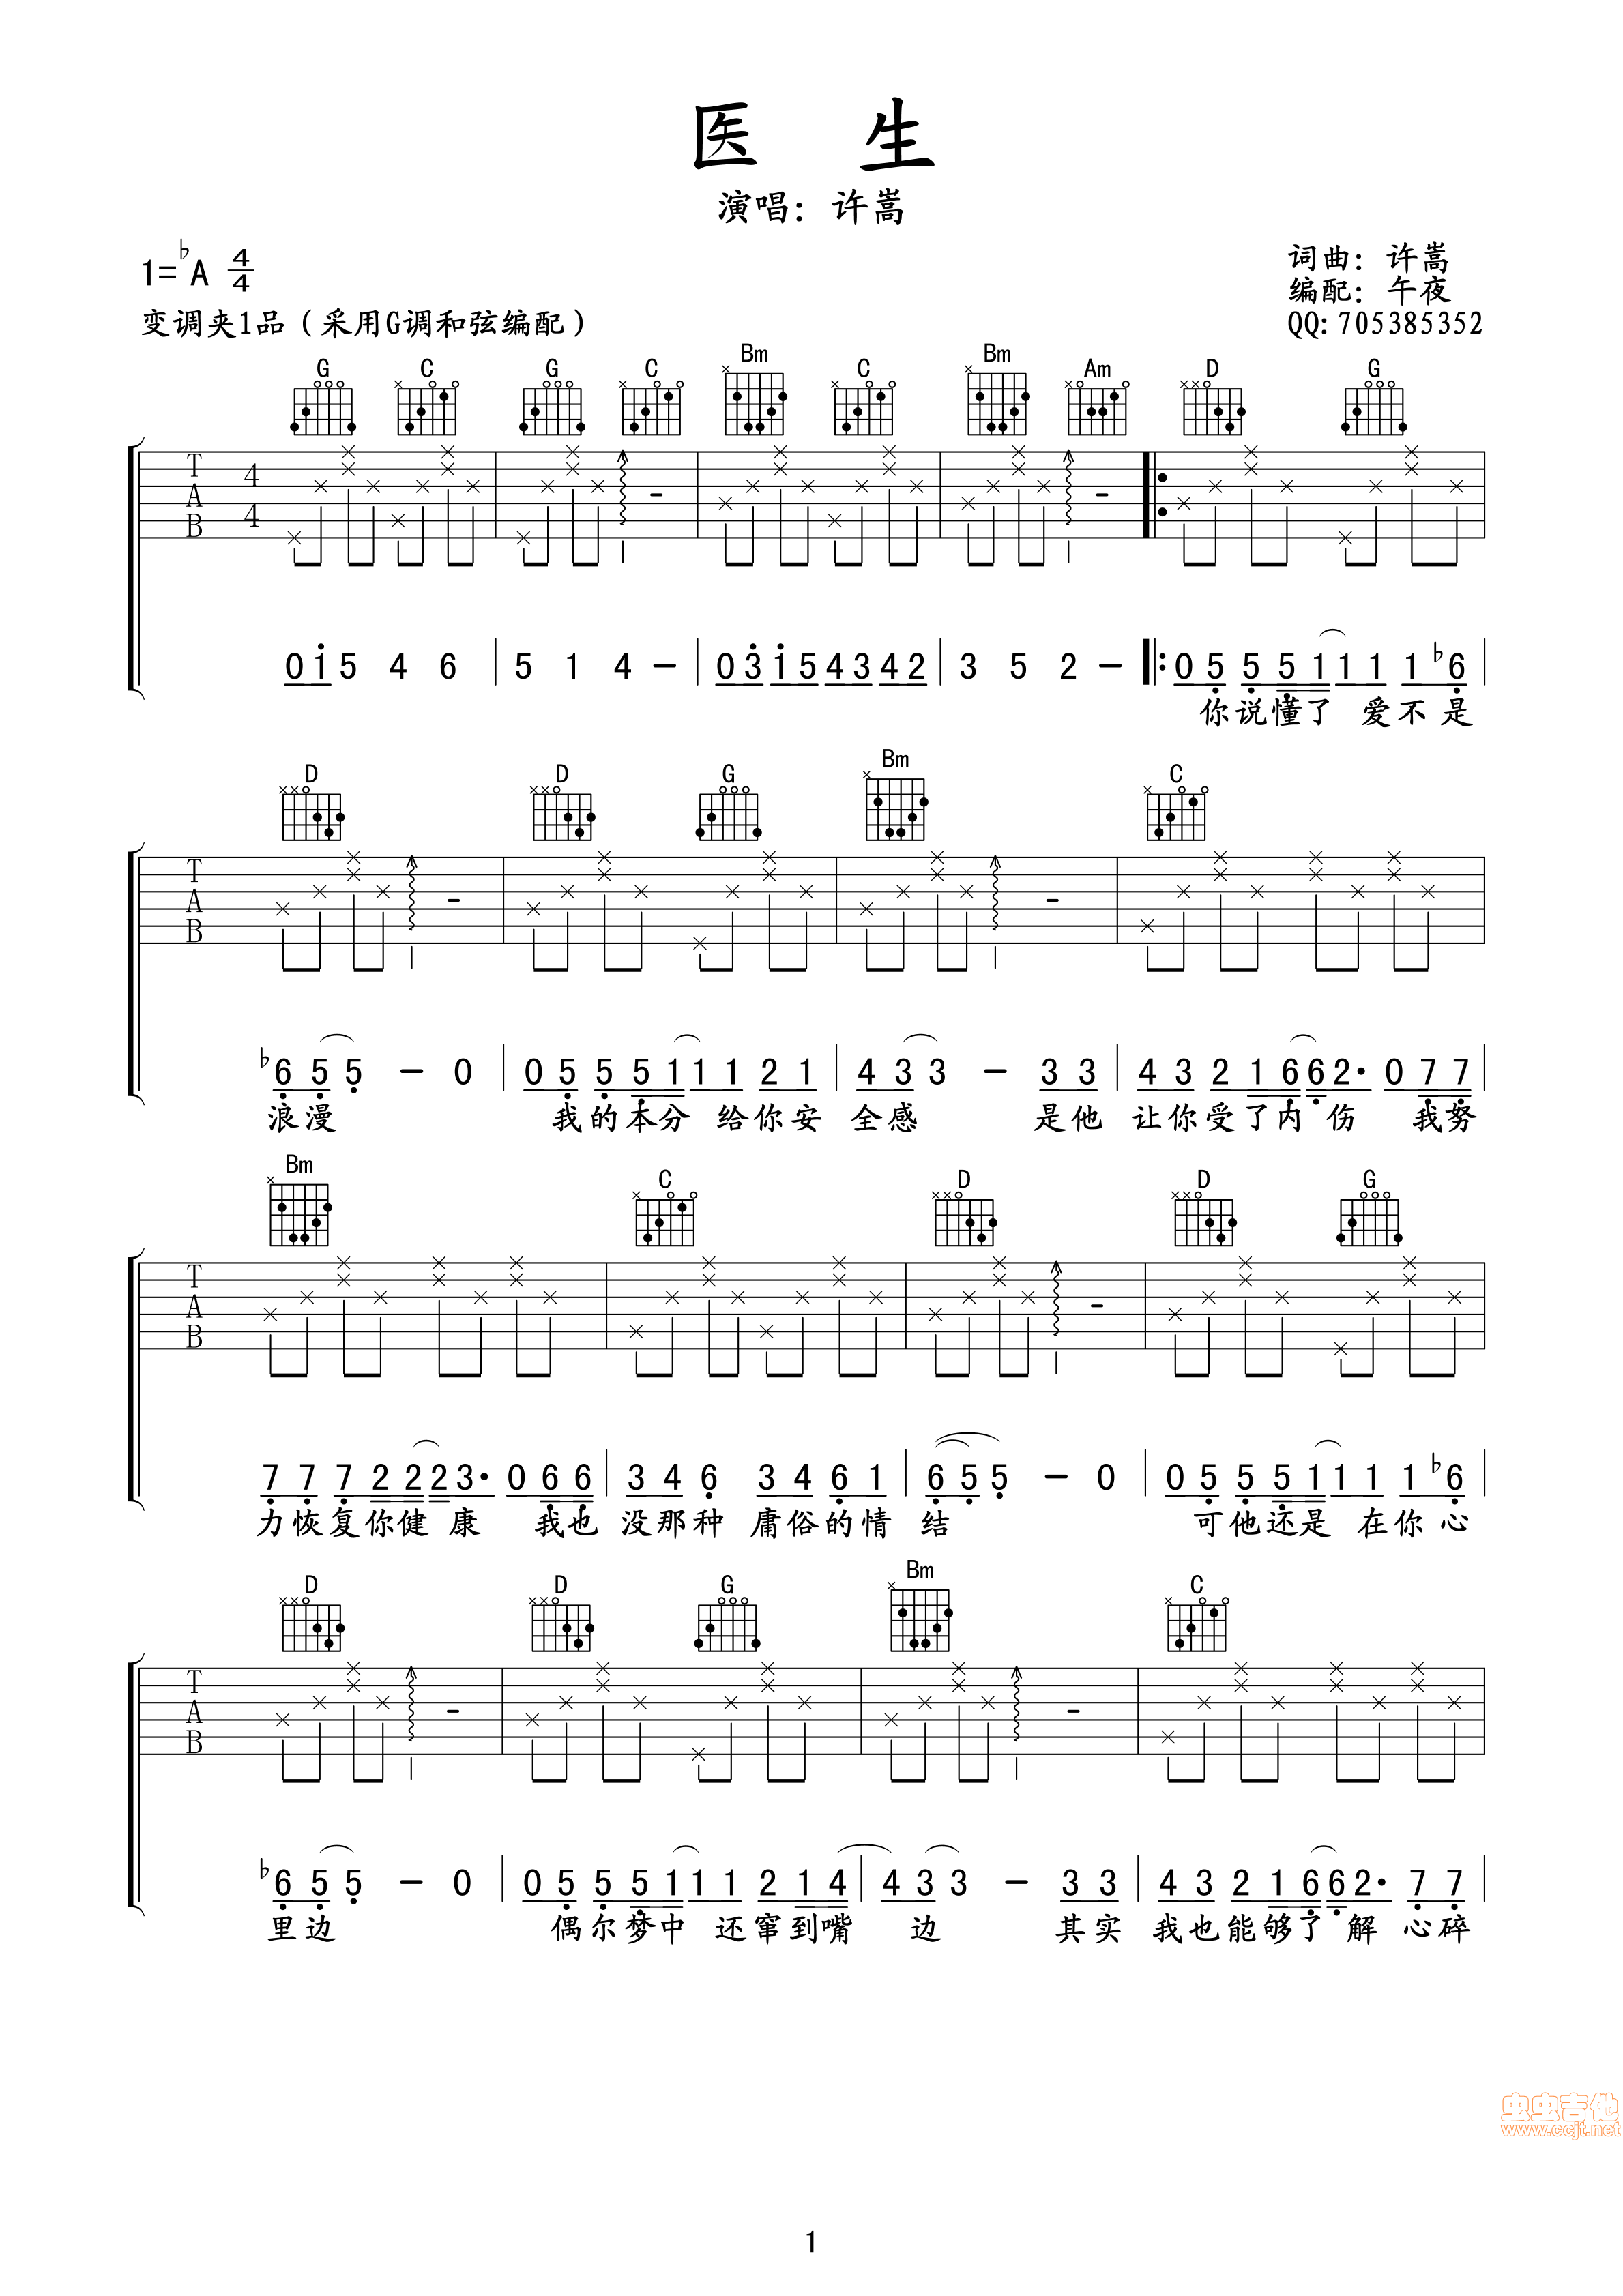 医 生
演唱：许嵩
1=♭A 4/4
词曲：许嵩
编配：午夜
变调夹1品（采用G调和弦编配）
QQ:705385352
G C G C Bm C Bm Am D G
T A B 4 4
0 1 5 4 6 | 5 1 4 - | 0 3 1 5 4 3 4 2 | 3 5 2 - |: 0 5 5 5 1 1 1 1 ♭6 |
你说懂了 爱不是
D D G Bm C
T A B
♭6 5 5 - 0 | 0 5 5 5 1 1 1 2 1 | 4 3 3 - 3 3 | 4 3 2 1 6 6 2· 0 7 7 |
浪漫 我的本分 给你安 全感 是他 让你受了内 伤 我努
Bm C D D G
T A B
7 7 7 2 2 2 3· 0 6 6 | 3 4 6 3 4 6 1 | 6 5 5 - 0 | 0 5 5 5 1 1 1 1 ♭6 |
力恢复你健 康 我也 没那种 庸俗的情 结 可他还是 在你心
D D G Bm C
T A B
♭6 5 5 - 0 | 0 5 5 5 1 1 1 2 1 4 | 4 3 3 - 3 3 | 4 3 2 1 6 6 2· 7 7 |
里边 偶尔梦中 还窜到嘴 边 其实 我也能够了 解 心碎
虫虫吉他
www.ccjt.net
1